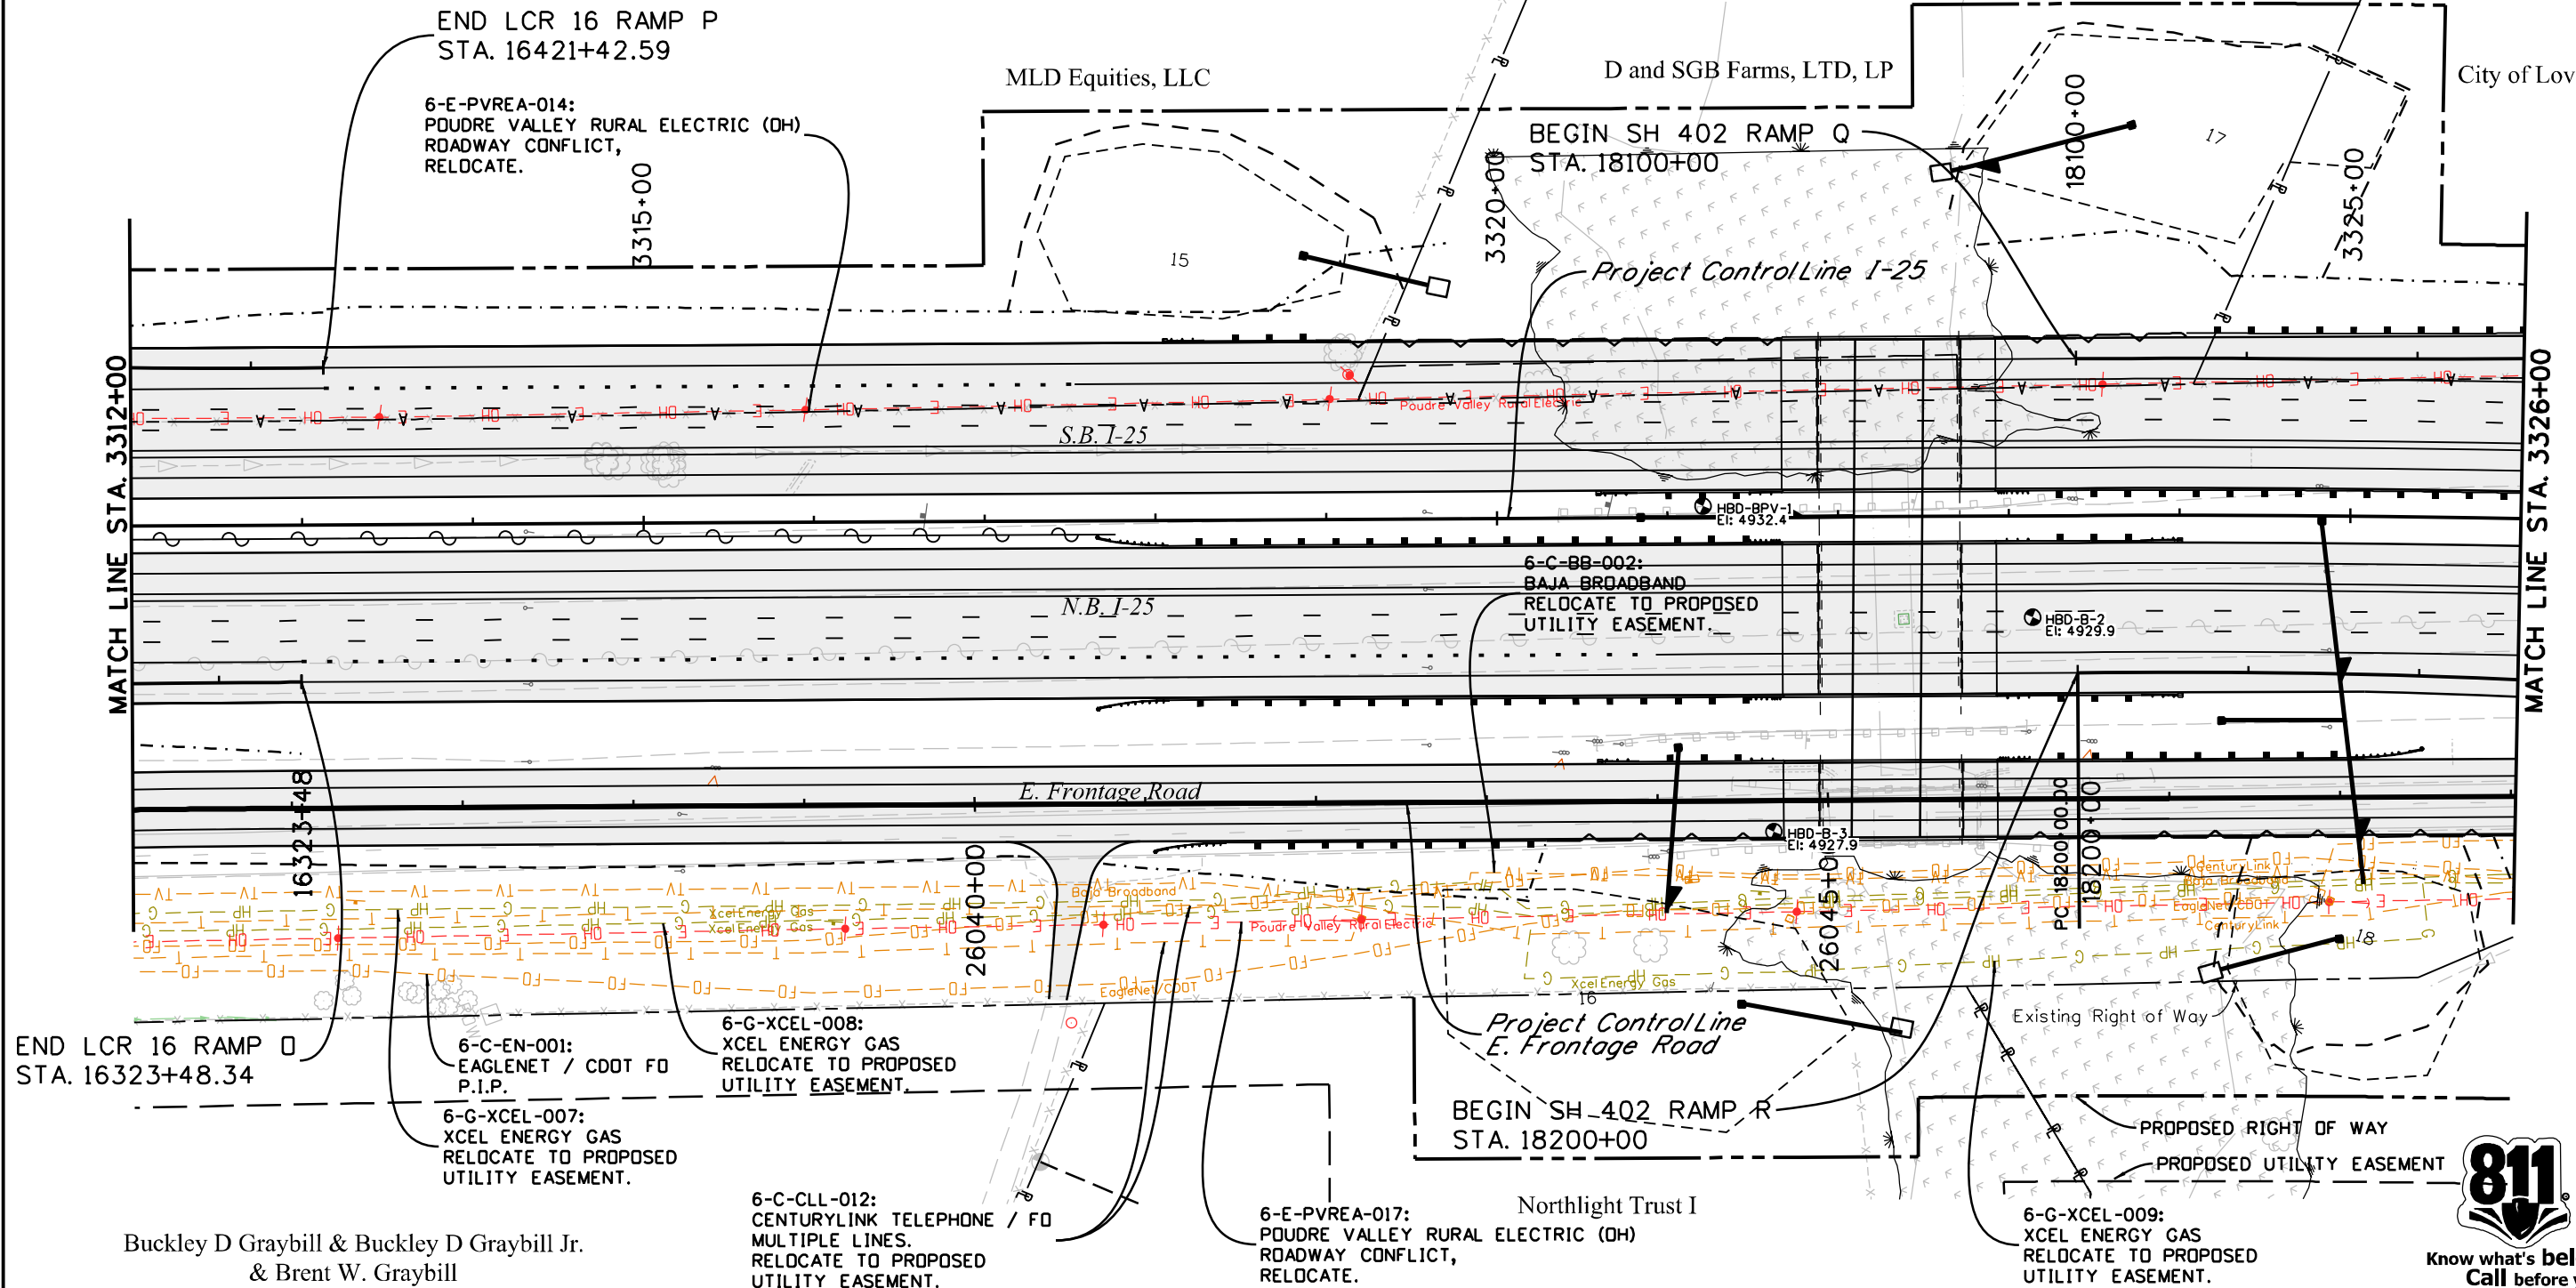 END LCR 16 RAMP P
STA. 16421+42.59
6-E-PVREA-014:
POUDRE VALLEY RURAL ELECTRIC (OH)
ROADWAY CONFLICT,
RELOCATE.
MLD Equities, LLC
D and SGB Farms, LTD, LP
City of Lov
BEGIN SH 402 RAMP Q
STA. 18100+00
3315+00
3320+00
18100+00
3325+00
15
17
Project Control Line I-25
MATCH LINE STA. 3312+00
MATCH LINE STA. 3326+00
Poudre Valley Rural Electric
S.B. I-25
HBD-BPV-1
El: 4932.4
6-C-BB-002:
BAJA BROADBAND
RELOCATE TO PROPOSED
UTILITY EASEMENT.
N.B. I-25
HBD-B-2
El: 4929.9
E. Frontage Road
HBD-B-3
El: 4927.9
16323+48
26040+00
26045+00
PC 18200+00.00
18200+00
Baja Broadband
Xcel Energy Gas
Xcel Energy Gas
Poudre Valley Rural Electric
EagleNet/CDOT
Xcel Energy Gas
CenturyLink
Baja Broadband
EagleNet/CDOT
CenturyLink
16
18
Existing Right of Way
END LCR 16 RAMP O
STA. 16323+48.34
6-C-EN-001:
EAGLENET / CDOT FO
P.I.P.
6-G-XCEL-008:
XCEL ENERGY GAS
RELOCATE TO PROPOSED
UTILITY EASEMENT.
6-G-XCEL-007:
XCEL ENERGY GAS
RELOCATE TO PROPOSED
UTILITY EASEMENT.
Project Control Line
E. Frontage Road
BEGIN SH 402 RAMP R
STA. 18200+00
PROPOSED RIGHT OF WAY
PROPOSED UTILITY EASEMENT
6-C-CLL-012:
CENTURYLINK TELEPHONE / FO
MULTIPLE LINES.
RELOCATE TO PROPOSED
UTILITY EASEMENT.
6-E-PVREA-017:
POUDRE VALLEY RURAL ELECTRIC (OH)
ROADWAY CONFLICT,
RELOCATE.
Northlight Trust I
6-G-XCEL-009:
XCEL ENERGY GAS
RELOCATE TO PROPOSED
UTILITY EASEMENT.
Buckley D Graybill & Buckley D Graybill Jr.
& Brent W. Graybill
811
Know what's bel
Call before